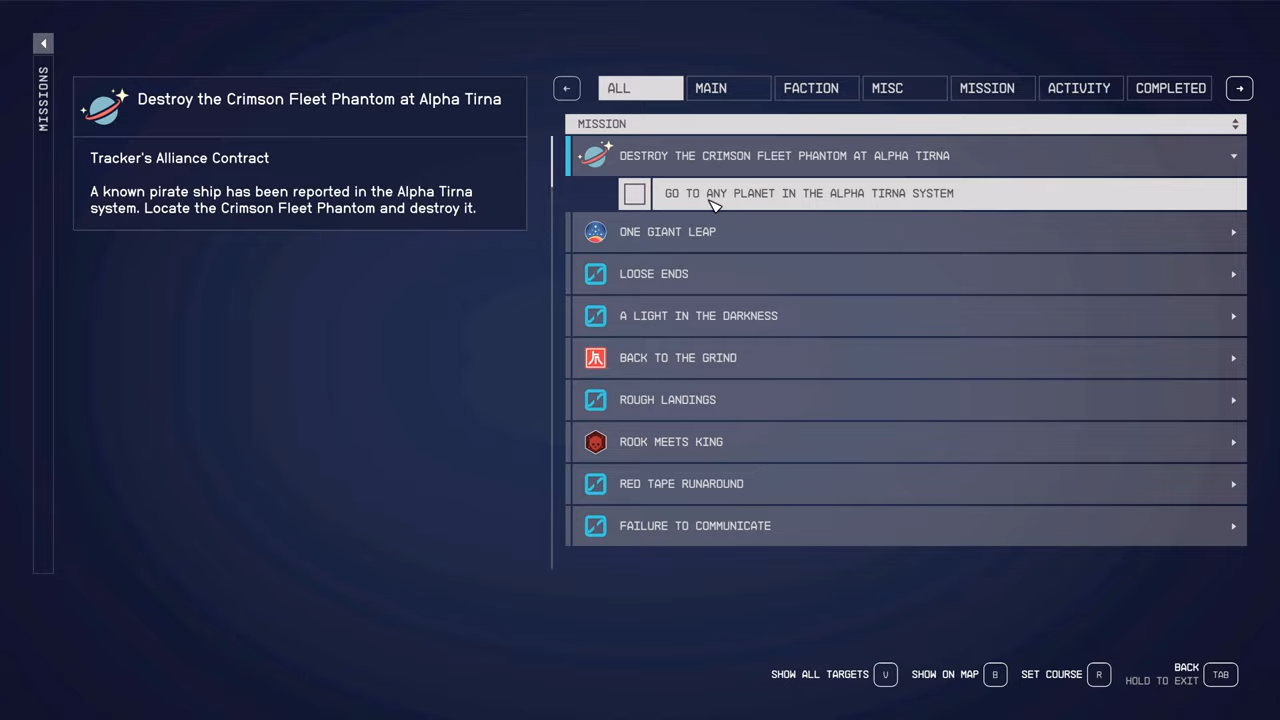 MISSIONS
Destroy the Crimson Fleet Phantom at Alpha Tirna
Tracker's Alliance Contract
A known pirate ship has been reported in the Alpha Tirna
system. Locate the Crimson Fleet Phantom and destroy it.
ALL
MAIN
FACTION
MISC
MISSION
ACTIVITY
COMPLETED
MISSION
DESTROY THE CRIMSON FLEET PHANTOM AT ALPHA TIRNA
GO TO ANY PLANET IN THE ALPHA TIRNA SYSTEM
ONE GIANT LEAP
LOOSE ENDS
A LIGHT IN THE DARKNESS
BACK TO THE GRIND
ROUGH LANDINGS
ROOK MEETS KING
RED TAPE RUNAROUND
FAILURE TO COMMUNICATE
SHOW ALL TARGETS V
SHOW ON MAP B
SET COURSE R
BACK
HOLD TO EXIT TAB